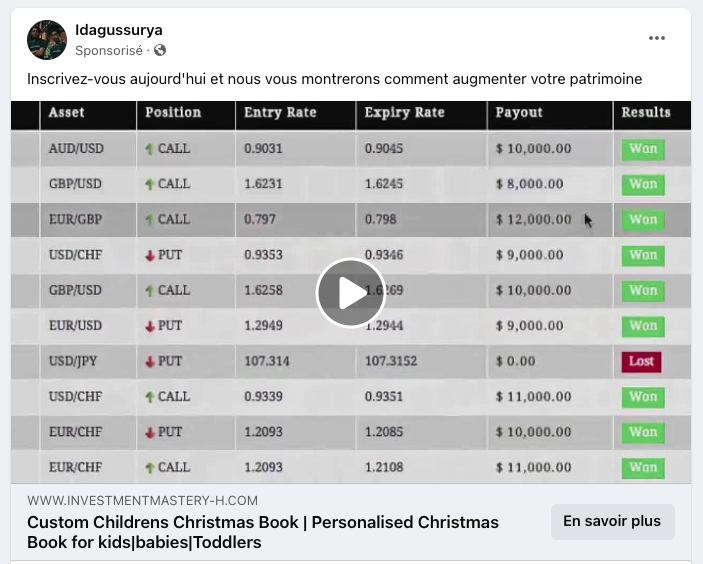 Idagussurya
Sponsorisé ·
Inscrivez-vous aujourd'hui et nous vous montrerons comment augmenter votre patrimoine
Asset Position Entry Rate Expiry Rate Payout Results
AUD/USD CALL 0.9031 0.9045 $ 10,000.00 Won
GBP/USD CALL 1.6231 1.6245 $ 8,000.00 Won
EUR/GBP CALL 0.797 0.798 $ 12,000.00 Won
USD/CHF PUT 0.9353 0.9346 $ 9,000.00 Won
GBP/USD CALL 1.6258 1.6269 $ 10,000.00 Won
EUR/USD PUT 1.2949 1.2944 $ 9,000.00 Won
USD/JPY PUT 107.314 107.3152 $ 0.00 Lost
USD/CHF CALL 0.9339 0.9351 $ 11,000.00 Won
EUR/CHF PUT 1.2093 1.2085 $ 10,000.00 Won
EUR/CHF CALL 1.2093 1.2108 $ 11,000.00 Won
WWW.INVESTMENTMASTERY-H.COM
Custom Childrens Christmas Book | Personalised Christmas
Book for kids|babies|Toddlers
En savoir plus